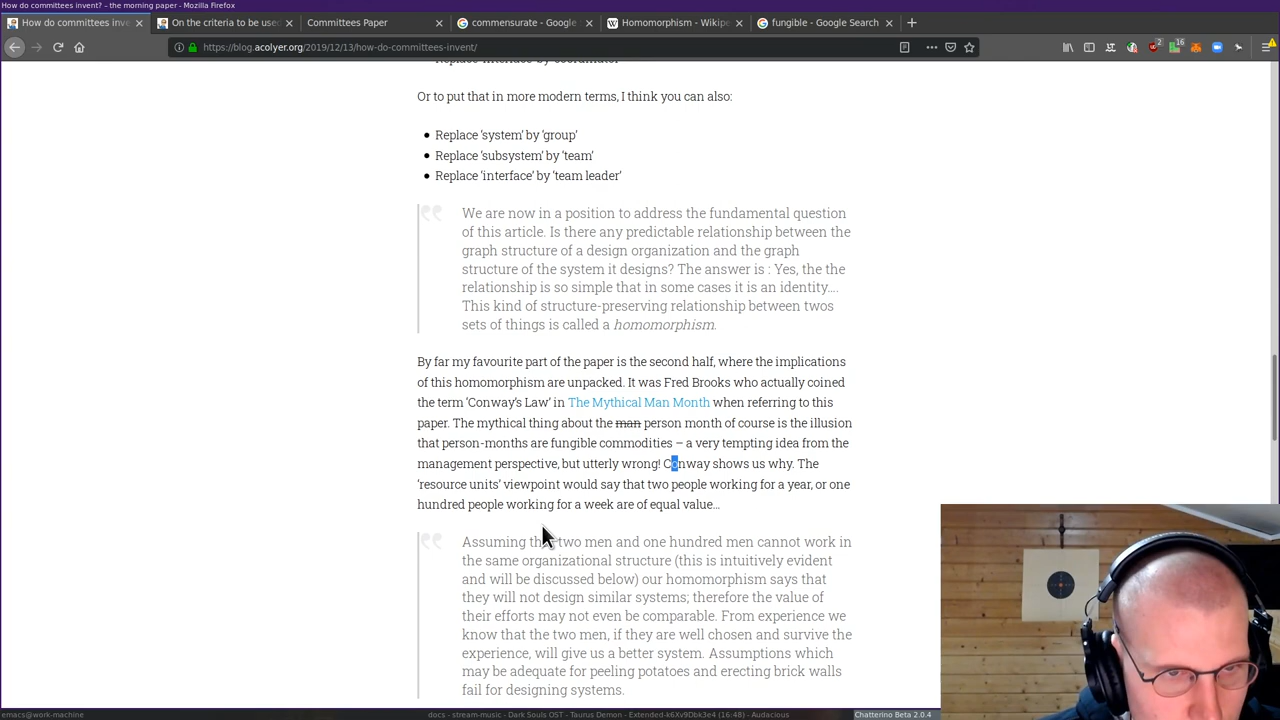 How do committees invent? – the morning paper - Mozilla Firefox
How do committees inv
On the criteria to be used
Committees Paper
commensurate - Google
Homomorphism - Wikipe
fungible - Google Search
https://blog.acolyer.org/2019/12/13/how-do-committees-invent/
2
16
Replace ‘interface’ by ‘coordinator’
Or to put that in more modern terms, I think you can also:
Replace ‘system’ by ‘group’
Replace ‘subsystem’ by ‘team’
Replace ‘interface’ by ‘team leader’
We are now in a position to address the fundamental question
of this article. Is there any predictable relationship between the
graph structure of a design organization and the graph
structure of the system it designs? The answer is : Yes, the the
relationship is so simple that in some cases it is an identity….
This kind of structure-preserving relationship between twos
sets of things is called a homomorphism.
By far my favourite part of the paper is the second half, where the implications
of this homomorphism are unpacked. It was Fred Brooks who actually coined
the term ‘Conway’s Law’ in The Mythical Man Month when referring to this
paper. The mythical thing about the man person month of course is the illusion
that person-months are fungible commodities – a very tempting idea from the
management perspective, but utterly wrong! Conway shows us why. The
‘resource units’ viewpoint would say that two people working for a year, or one
hundred people working for a week are of equal value…
Assuming that two men and one hundred men cannot work in
the same organizational structure (this is intuitively evident
and will be discussed below) our homomorphism says that
they will not design similar systems; therefore the value of
their efforts may not even be comparable. From experience we
know that the two men, if they are well chosen and survive the
experience, will give us a better system. Assumptions which
may be adequate for peeling potatoes and erecting brick walls
fail for designing systems.
emacs@work-machine
docs - stream-music - Dark Souls OST - Taurus Demon - Extended-k6Xv9Dbk3e4 (16:48) - Audacious
Chatterino Beta 2.0.4